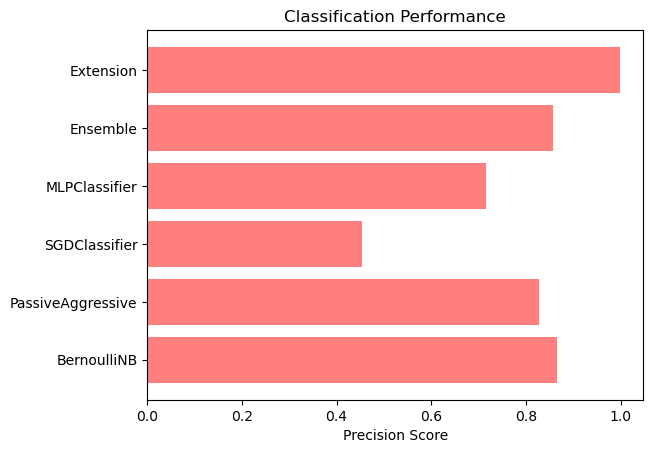 Classification Performance
Extension
Ensemble
MLPClassifier
SGDClassifier
PassiveAggressive
BernoulliNB
0.0 0.2 0.4 0.6 0.8 1.0
Precision Score